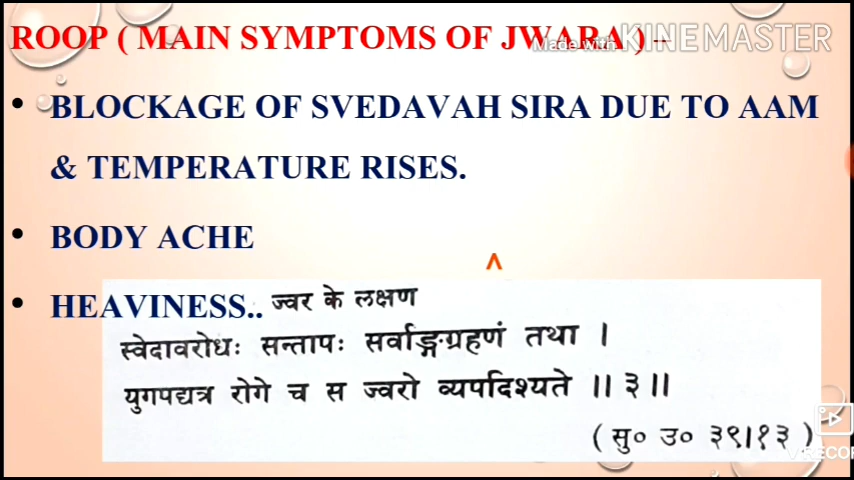 ROOP ( MAIN SYMPTOMS OF JWARA ) –
Made with KINEMASTER
• BLOCKAGE OF SVEDAVAH SIRA DUE TO AAM
& TEMPERATURE RISES.
• BODY ACHE
^
• HEAVINESS.. ज्वर के लक्षण
स्वेदावरोधः सन्तापः सर्वाङ्गग्रहणं तथा ।
युगपद्यत्र रोगे च स ज्वरो व्यपदिश्यते ॥ ३ ॥
( सु० उ० ३९।१३ )